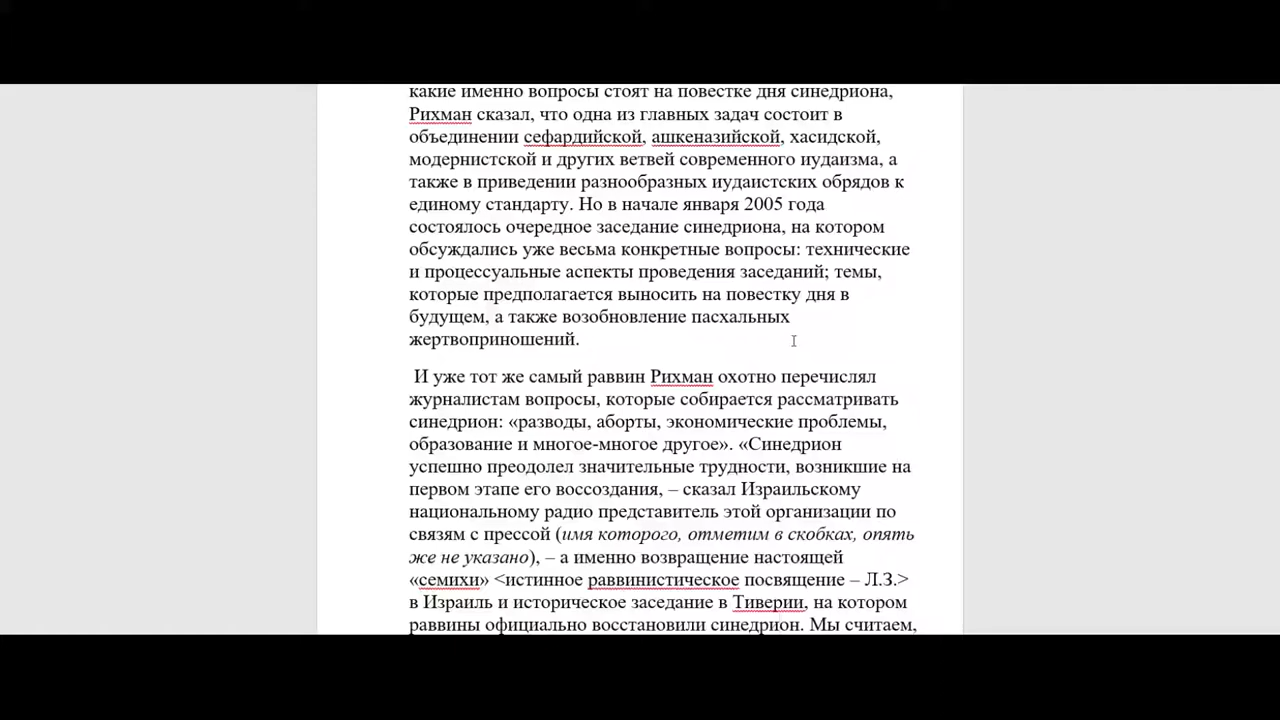 какие именно вопросы стоят на повестке дня синедриона,
Рихман сказал, что одна из главных задач состоит в
объединении сефардийской, ашкеназийской, хасидской,
модернистской и других ветвей современного иудаизма, а
также в приведении разнообразных иудаистских обрядов к
единому стандарту. Но в начале января 2005 года
состоялось очередное заседание синедриона, на котором
обсуждались уже весьма конкретные вопросы: технические
и процессуальные аспекты проведения заседаний; темы,
которые предполагается выносить на повестку дня в
будущем, а также возобновление пасхальных
жертвоприношений.
И уже тот же самый раввин Рихман охотно перечислял
журналистам вопросы, которые собирается рассматривать
синедрион: «разводы, аборты, экономические проблемы,
образование и многое-многое другое». «Синедрион
успешно преодолел значительные трудности, возникшие на
первом этапе его воссоздания, – сказал Израильскому
национальному радио представитель этой организации по
связям с прессой (имя которого, отметим в скобках, опять
же не указано), – а именно возвращение настоящей
«семихи» <истинное раввинистическое посвящение – Л.З.>
в Израиль и историческое заседание в Тиверии, на котором
раввины официально восстановили синедрион. Мы считаем,